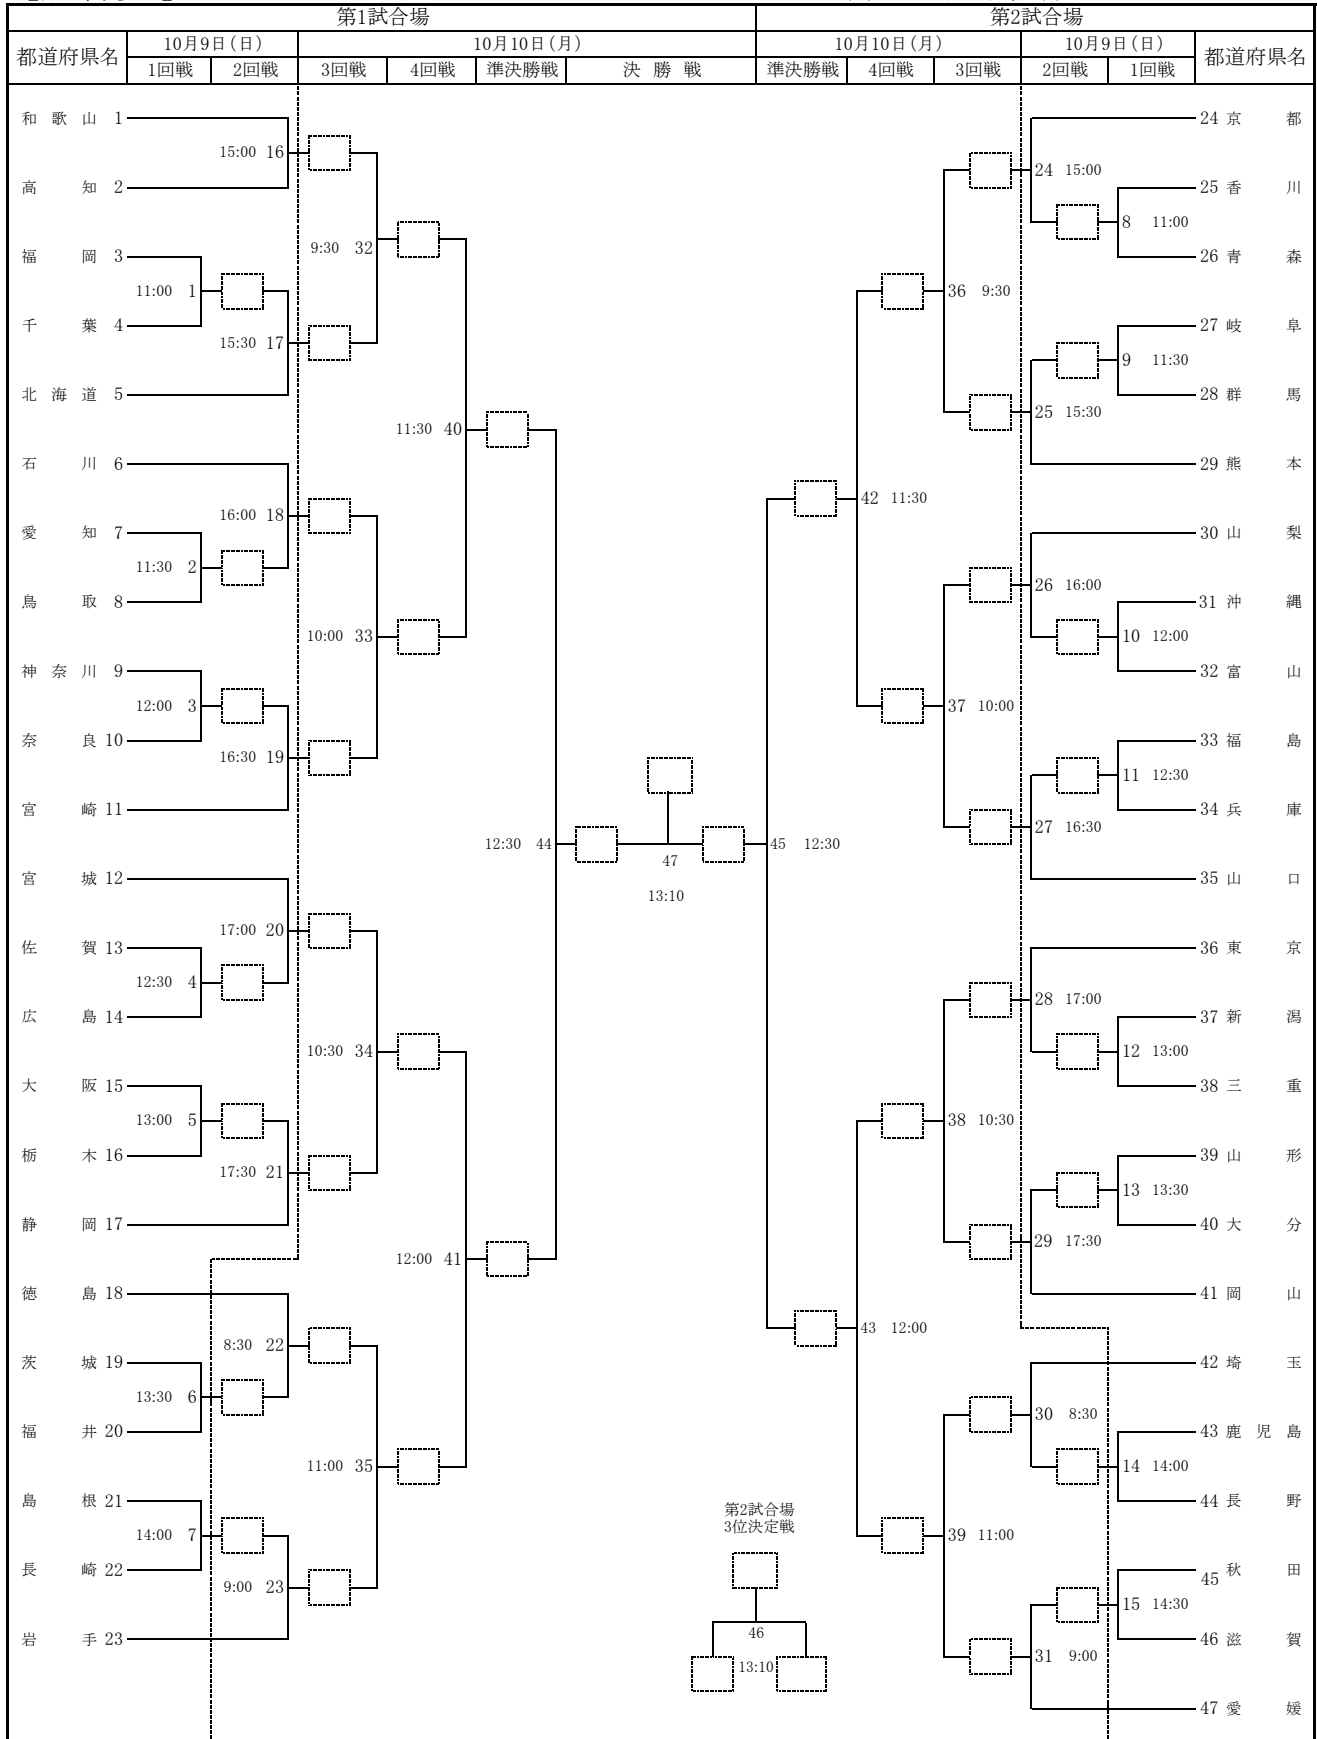 第1試合場 第2試合場
都道府県名 10月9日(日) 10月10日(月) 10月10日(月) 10月9日(日) 都道府県名
1回戦 2回戦 3回戦 4回戦 準決勝戦 決勝戦 準決勝戦 4回戦 3回戦 2回戦 1回戦
和歌山 1 24 京都
15:00 16
24 15:00
高知 2 25 香川
8 11:00
9:30 32
福岡 3 26 青森
11:00 1
36 9:30
千葉 4 27 岐阜
15:30 17
9 11:30
北海道 5 28 群馬
25 15:30
11:30 40
石川 6 29 熊本
42 11:30
16:00 18
愛知 7 30 山梨
11:30 2
26 16:00
鳥取 8 31 沖縄
10:00 33
10 12:00
神奈川 9 32 富山
12:00 3
37 10:00
奈良 10 33 福島
16:30 19
11 12:30
宮崎 11 34 兵庫
27 16:30
12:30 44
45 12:30
47
宮城 12 35 山口
13:10
17:00 20
佐賀 13 36 東京
12:30 4
28 17:00
広島 14 37 新潟
10:30 34
12 13:00
大阪 15 38 三重
13:00 5
38 10:30
栃木 16 39 山形
17:30 21
13 13:30
静岡 17 40 大分
29 17:30
12:00 41
徳島 18 41 岡山
43 12:00
8:30 22
茨城 19 42 埼玉
13:30 6
30 8:30
福井 20 43 鹿児島
11:00 35
14 14:00
島根 21 44 長野
第2試合場
3位決定戦
14:00 7
39 11:00
長崎 22 45 秋田
9:00 23
15 14:30
46
岩手 23 46 滋賀
31 9:00
13:10
47 愛媛